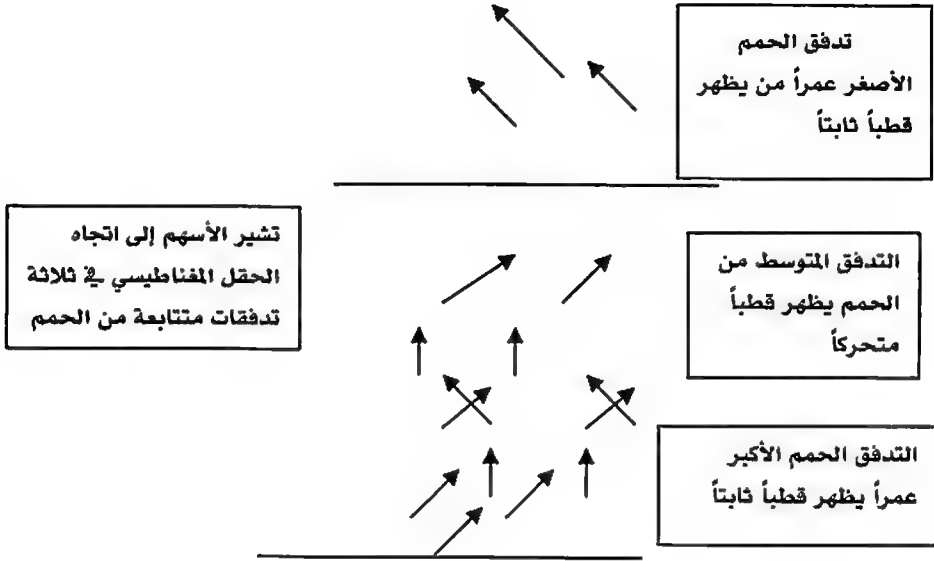 تدفق الحمم
الأصغر عمراً من يظهر
قطباً ثابتاً
تشير الأسهم إلى اتجاه
الحقل المغناطيسي في ثلاثة
تدفقات متتابعة من الحمم
التدفق المتوسط من
الحمم يظهر قطباً
متحركاً
التدفق الحمم الأكبر
عمراً يظهر قطباً ثابتاً